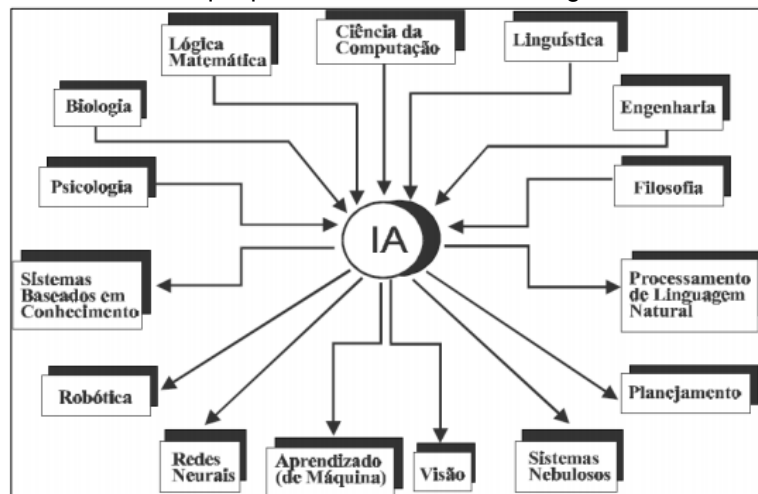 Lógica
Matemática
Ciência da
Computação
Linguística
Biologia
Engenharia
Psicologia
Filosofia
IA
Sistemas
Baseados em
Conhecimento
Processamento
de Linguagem
Natural
Robótica
Planejamento
Redes
Neurais
Aprendizado
(de Máquina)
Visão
Sistemas
Nebulosos